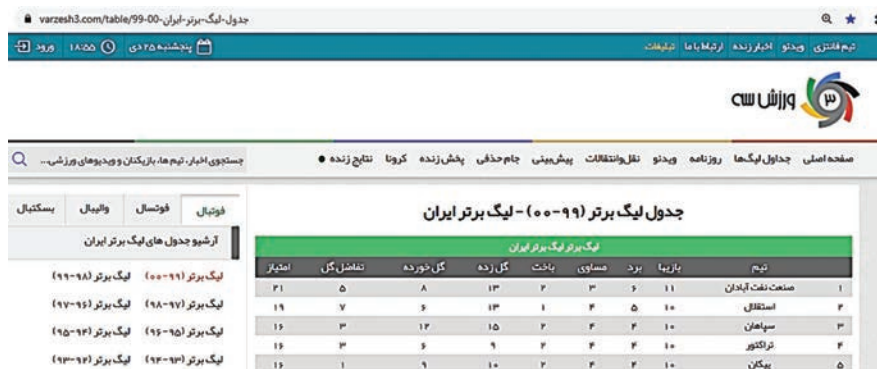 varzesh3.com/table/جدول-لیگ-برتر-ایران-00-99
تیم فانتزی ویدئو اخبار زنده ارتباط با ما تبلیغات پنجشنبه ۲۵ دی ۱۸:۵۵ ورود
ورزش سه ۳
صفحه اصلی جداول لیگ‌ها روزنامه ویدئو نقل‌وانتقالات پیش‌بینی جام حذفی پخش زنده کرونا نتایج زنده
جستجوی اخبار، تیم ها، بازیکنان و ویدیوهای ورزشی...
جدول لیگ برتر (۹۹-۰۰) - لیگ برتر ایران
لیگ برتر لیگ برتر ایران
تیم بازیها برد مساوی باخت گل زده گل خورده تفاضل گل امتیاز
۱ صنعت نفت آبادان ۱۱ ۶ ۳ ۲ ۱۳ ۸ ۵ ۲۱
۲ استقلال ۱۰ ۵ ۴ ۱ ۱۳ ۶ ۷ ۱۹
۳ سپاهان ۱۰ ۴ ۴ ۲ ۱۵ ۱۲ ۳ ۱۶
۴ تراکتور ۱۰ ۴ ۴ ۲ ۹ ۶ ۳ ۱۶
۵ پیکان ۱۰ ۴ ۴ ۲ ۱۰ ۹ ۱ ۱۶
فوتبال فوتسال والیبال بسکتبال
آرشیو جدول های لیگ برتر ایران
لیگ برتر (۹۹-۰۰) لیگ برتر (۹۸-۹۹)
لیگ برتر (۹۷-۹۸) لیگ برتر (۹۶-۹۷)
لیگ برتر (۹۵-۹۶) لیگ برتر (۹۴-۹۵)
لیگ برتر (۹۳-۹۴) لیگ برتر (۹۲-۹۳)